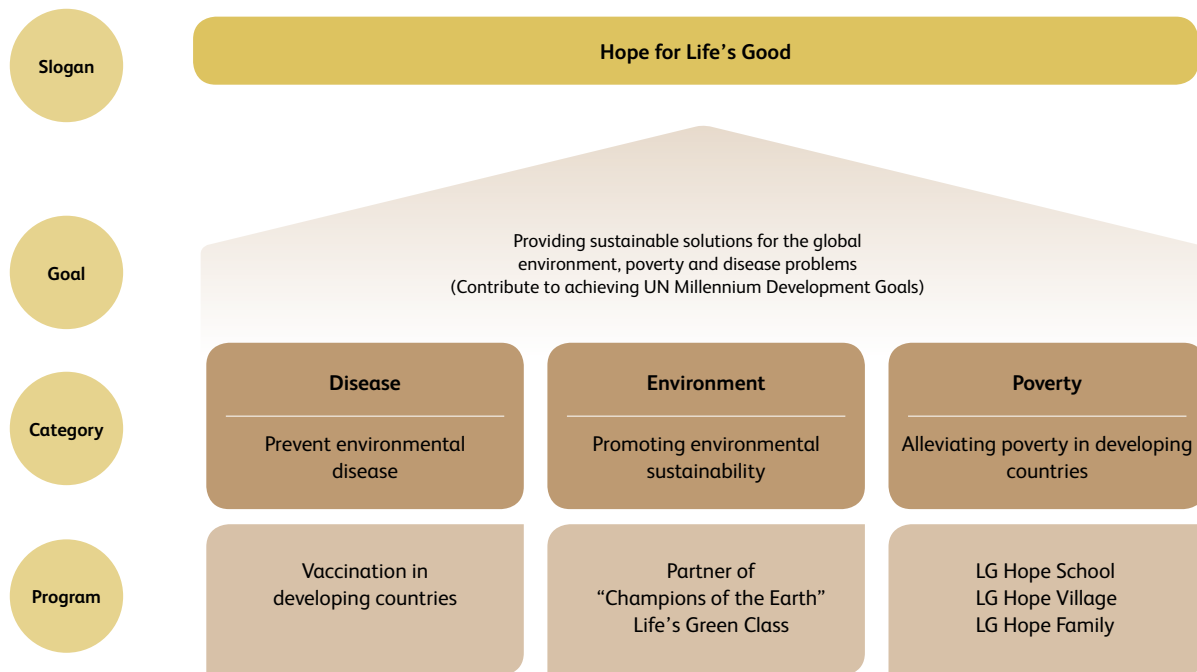 Slogan
Hope for Life’s Good
Goal
Providing sustainable solutions for the global
environment, poverty and disease problems
(Contribute to achieving UN Millennium Development Goals)
Category
Disease
Prevent environmental
disease
Environment
Promoting environmental
sustainability
Poverty
Alleviating poverty in developing
countries
Program
Vaccination in
developing countries
Partner of
“Champions of the Earth”
Life’s Green Class
LG Hope School
LG Hope Village
LG Hope Family